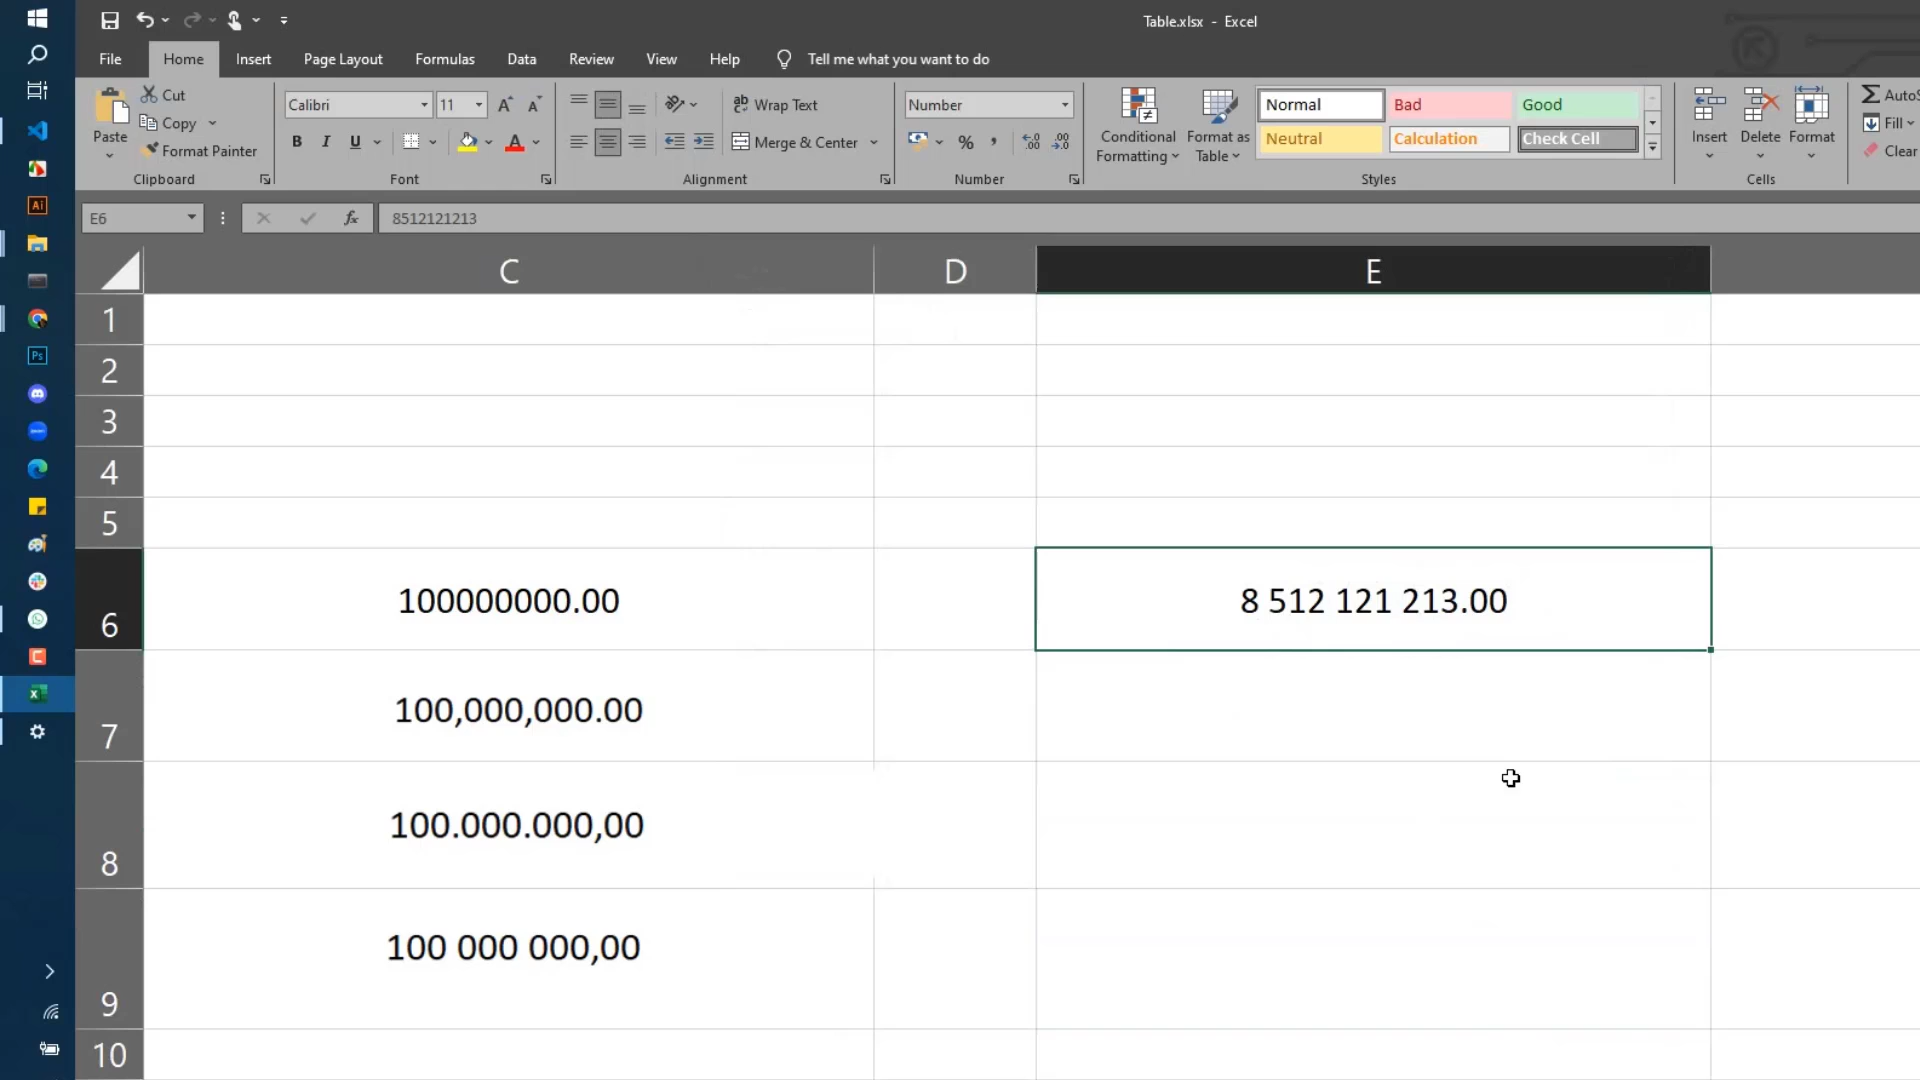 Table.xlsx - Excel
File Home Insert Page Layout Formulas Data Review View Help Tell me what you want to do
Paste
Cut
Copy
Format Painter
Clipboard
Calibri 11
B I U A
Font
ab Wrap Text
Merge & Center
Alignment
Number
% ,
Number
Conditional Formatting
Format as Table
Normal Bad Good
Neutral Calculation Check Cell
Styles
Insert Delete Format
Cells
Fill
Clear
E6 fx 8512121213
C D E
1
2
3
4
5
6 100000000.00 8 512 121 213.00
7 100,000,000.00
8 100.000.000,00
9 100 000 000,00
10
Ai
Ps